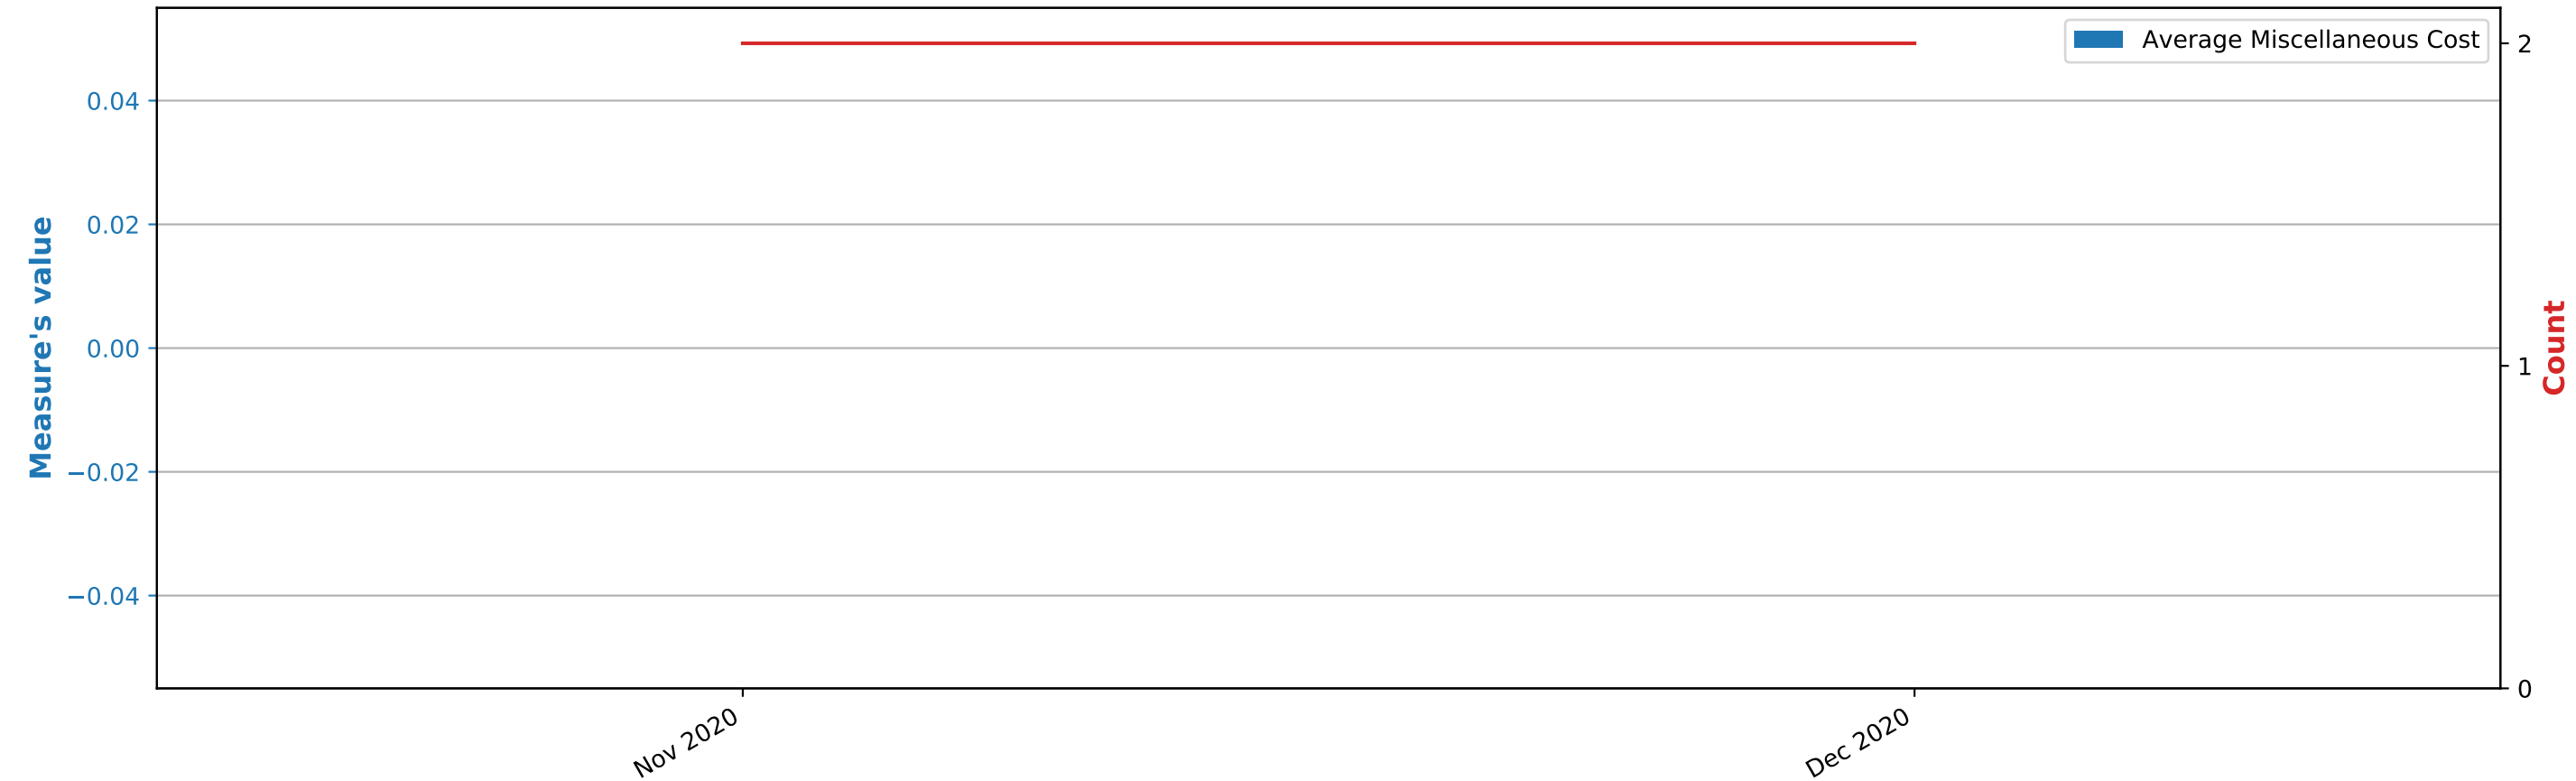 Average Miscellaneous Cost
0.04
0.02
0.00
−0.02
−0.04
Measure's value
2
1
0
Count
Nov 2020
Dec 2020